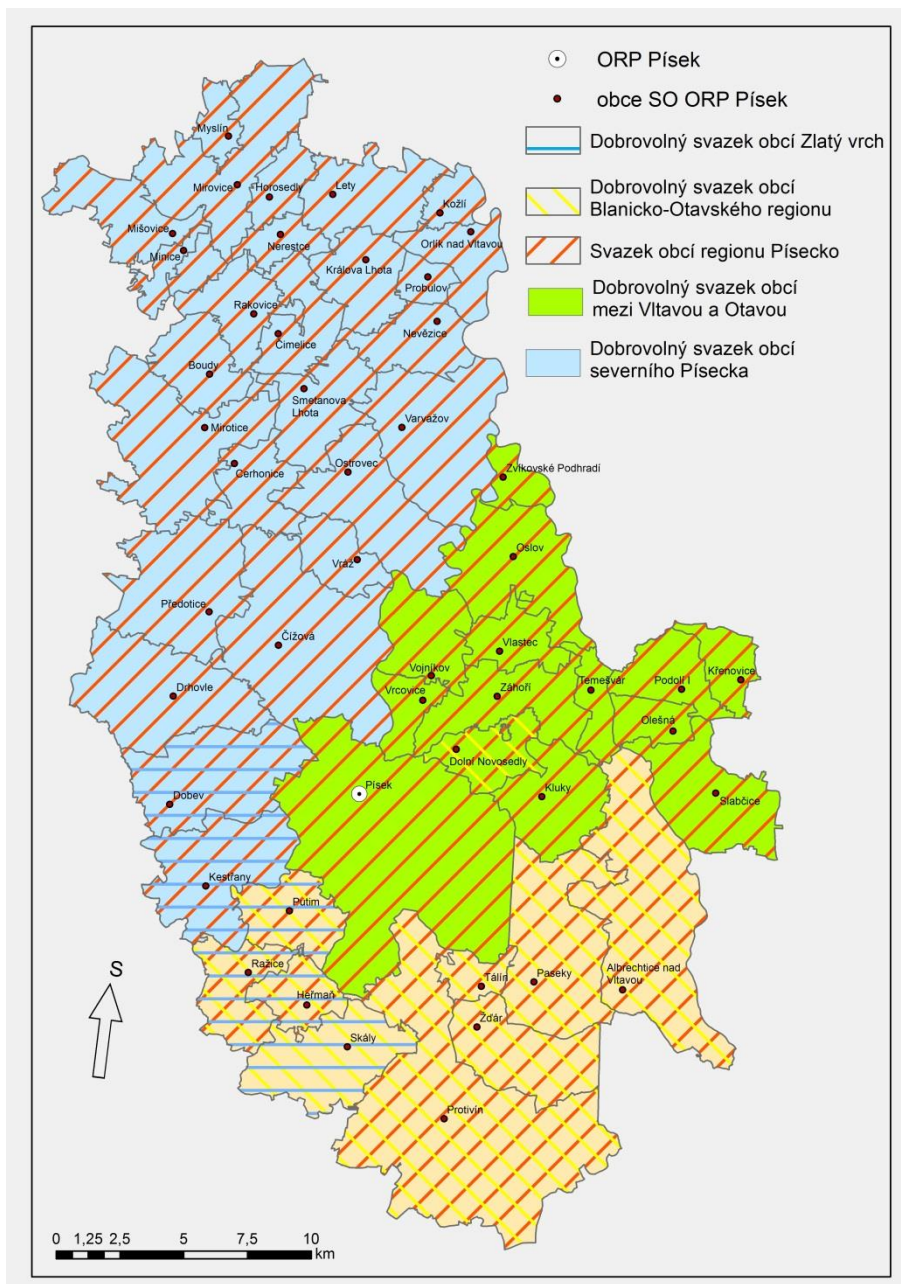 ORP Písek
obce SO ORP Písek
Dobrovolný svazek obcí Zlatý vrch
Dobrovolný svazek obcí
Blanicko-Otavského regionu
Svazek obcí regionu Písecko
Dobrovolný svazek obcí
mezi Vltavou a Otavou
Dobrovolný svazek obcí
severního Písecka
Myslín
Mirovice
Horosedly
Lety
Kožlí
Mišovice
Minice
Nerestce
Orlík nad Vltavou
Králova Lhota
Probulov
Rakovice
Čimelice
Nevězice
Boudy
Smetanova
Lhota
Mirotice
Varvažov
Cerhonice
Ostrovec
Zvíkovské Podhradí
Vráž
Oslov
Předotice
Čížová
Vlastec
Vojníkov
Drhovle
Vrcovice
Záhoří
Temešvár
Podolí I
Křenovice
Olešná
Dolní Novosedly
Písek
Kluky
Slabčice
Dobev
Kestřany
Putim
Ražice
Heřmaň
Tálín
Paseky
Albrechtice nad
Vltavou
S
Žďár
Skály
Protivín
0 1,25 2,5 5 7,5 10
km